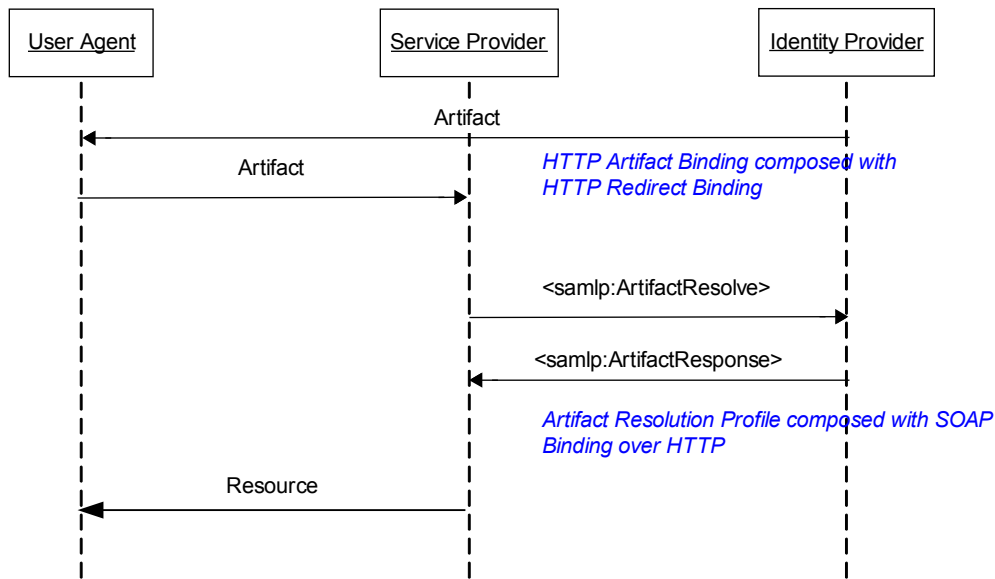 User Agent
Service Provider
Identity Provider
Artifact
HTTP Artifact Binding composed with
HTTP Redirect Binding
Artifact
<samlp:ArtifactResolve>
<samlp:ArtifactResponse>
Artifact Resolution Profile composed with SOAP
Binding over HTTP
Resource